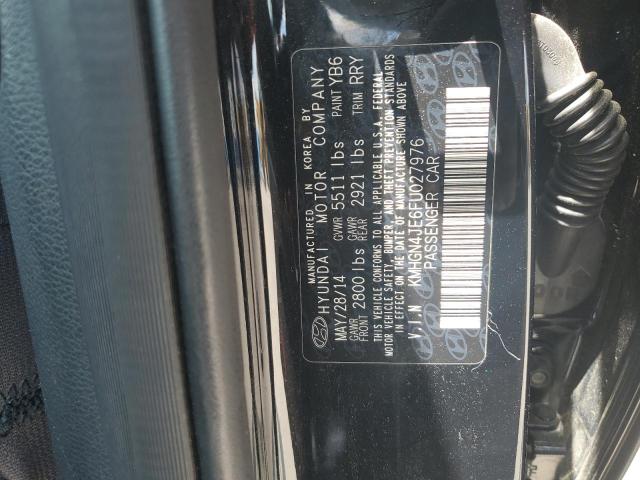 MANUFACTURED IN KOREA BY
HYUNDAI MOTOR COMPANY
MAY/28/14 GVWR 5511 lbs PAINT YB6
GAWR FRONT 2800 lbs GAWR REAR 2921 lbs TRIM RRY
THIS VEHICLE CONFORMS TO ALL APPLICABLE U.S.A. FEDERAL
MOTOR VEHICLE SAFETY, BUMPER, AND THEFT PREVENTION STANDARDS
IN EFFECT ON THE DATE OF MANUFACTURE SHOWN ABOVE
V.I.N KMHGN4JE6FU027976
PASSENGER CAR